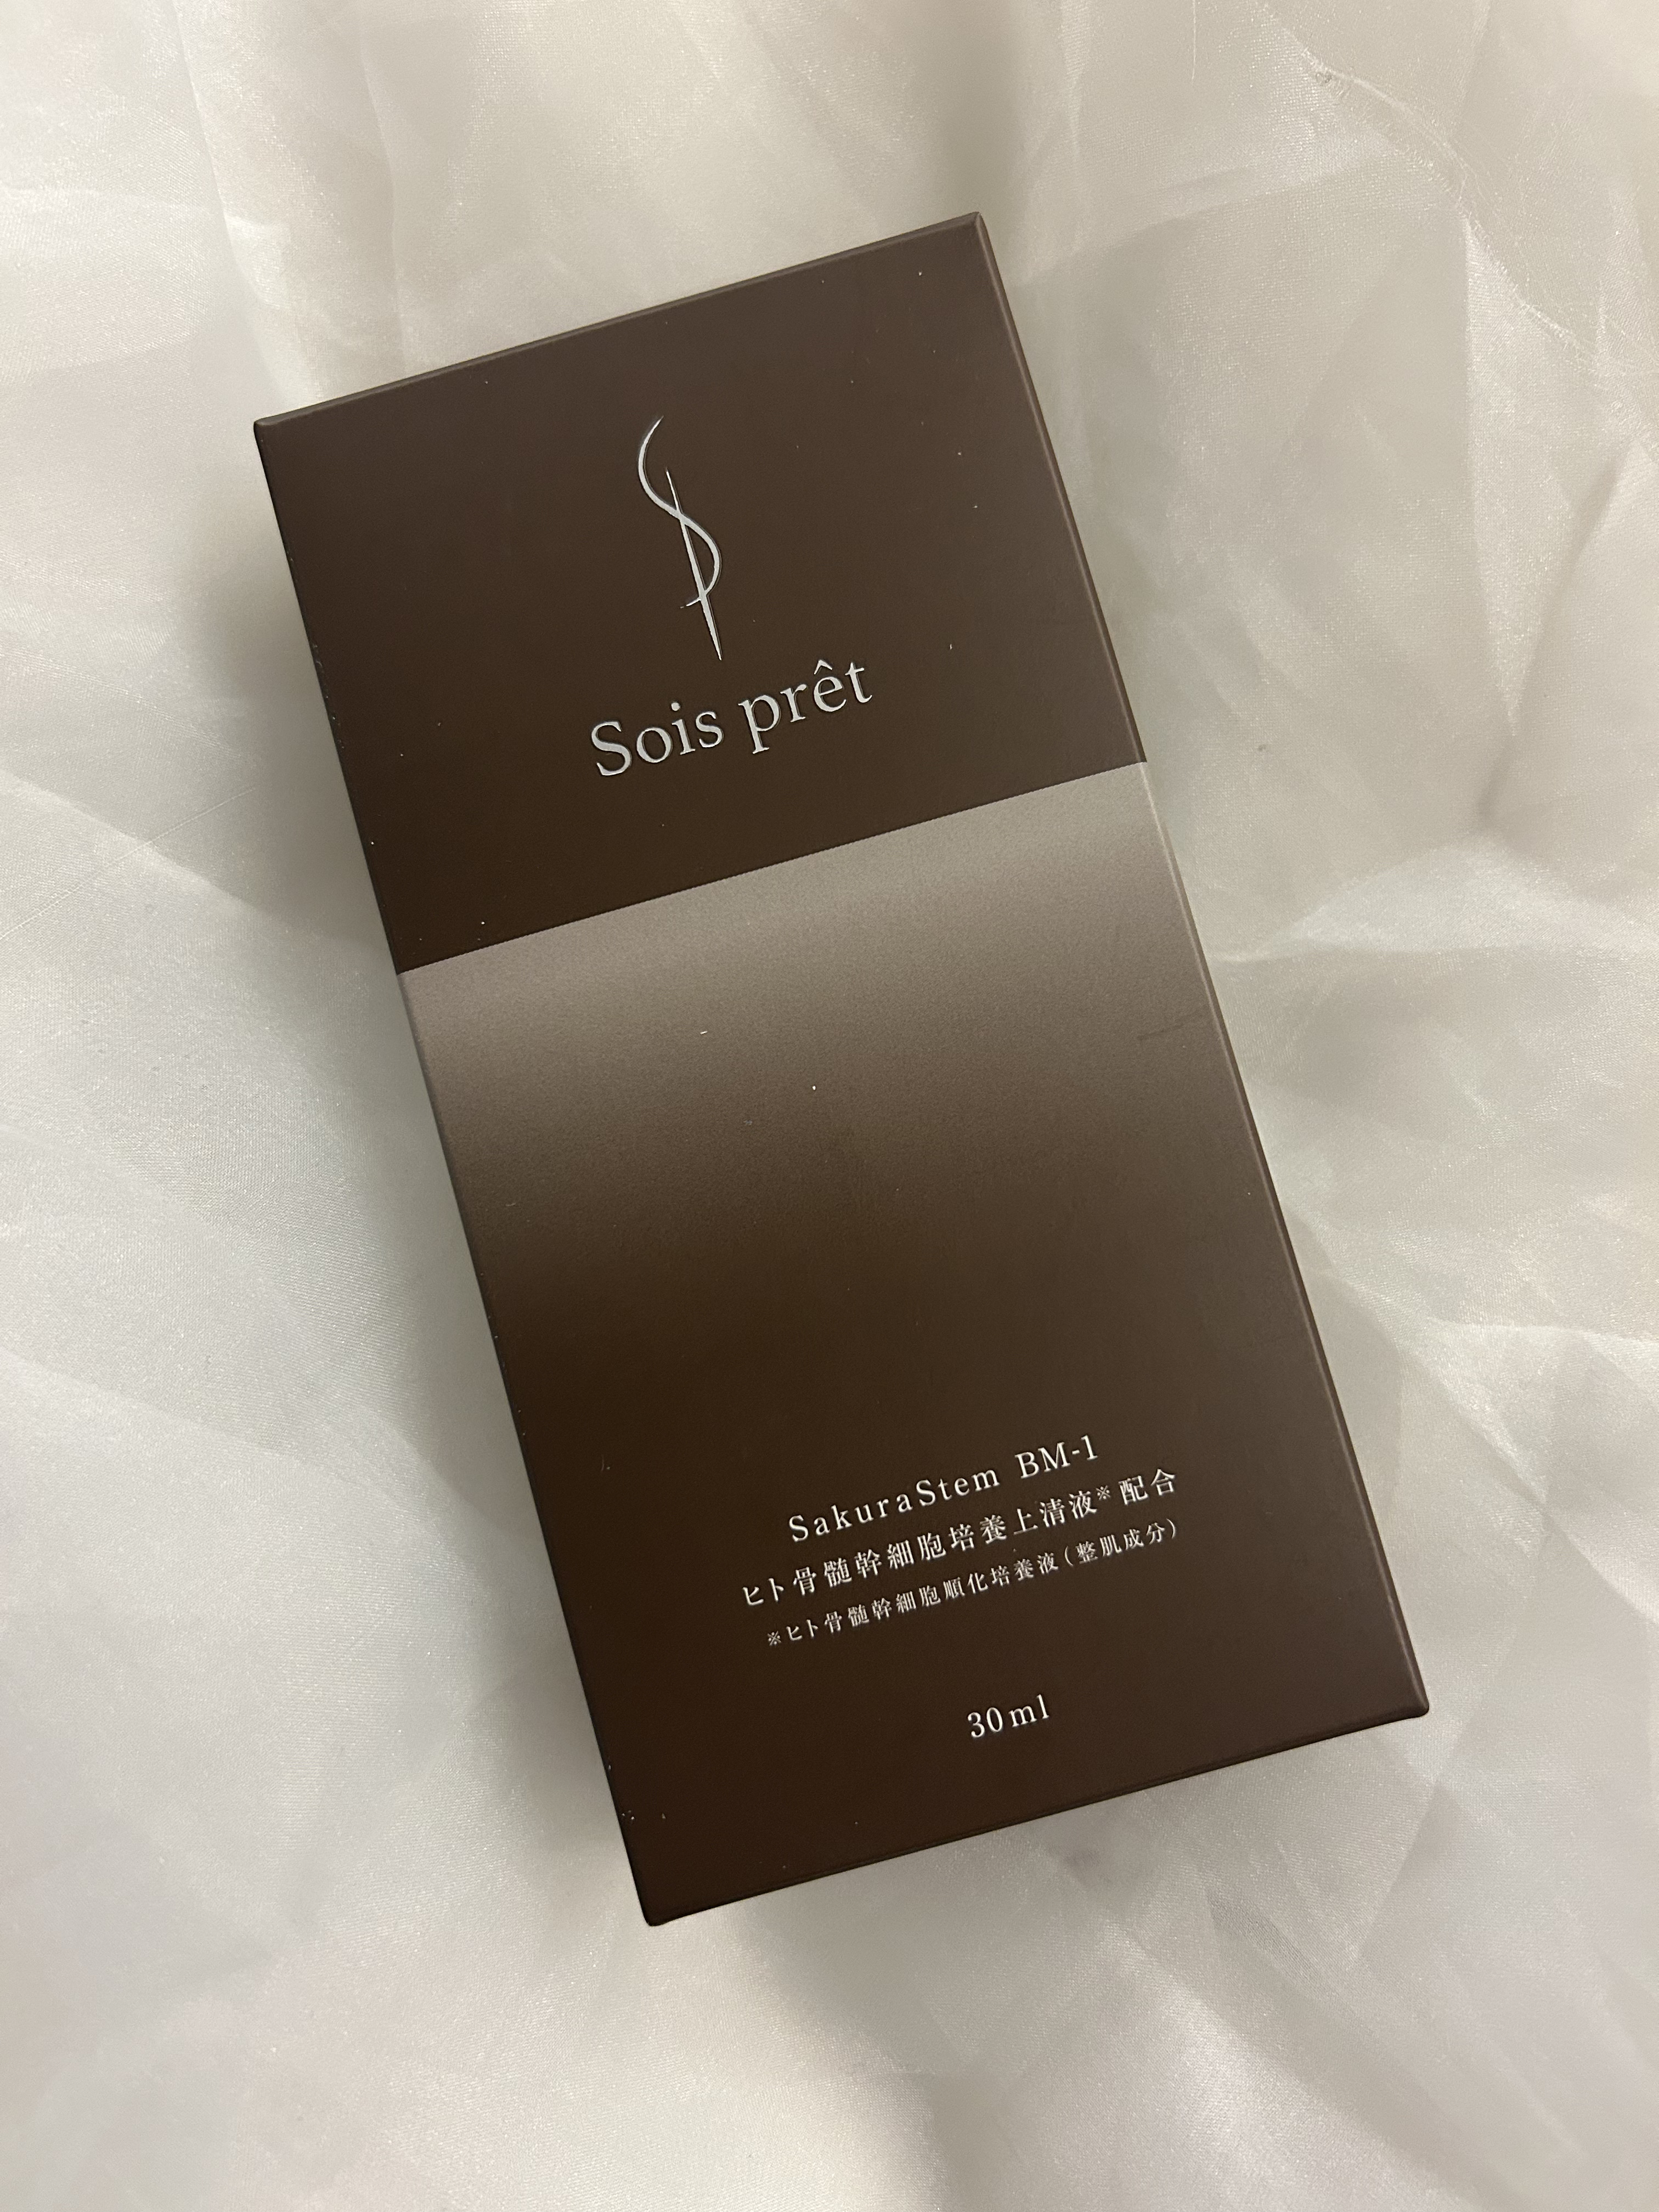 Sois prêt
SakuraStem BM-1
ヒト骨髄幹細胞培養上清液※配合
※ヒト骨髄幹細胞順化培養液(整肌成分)
30ml